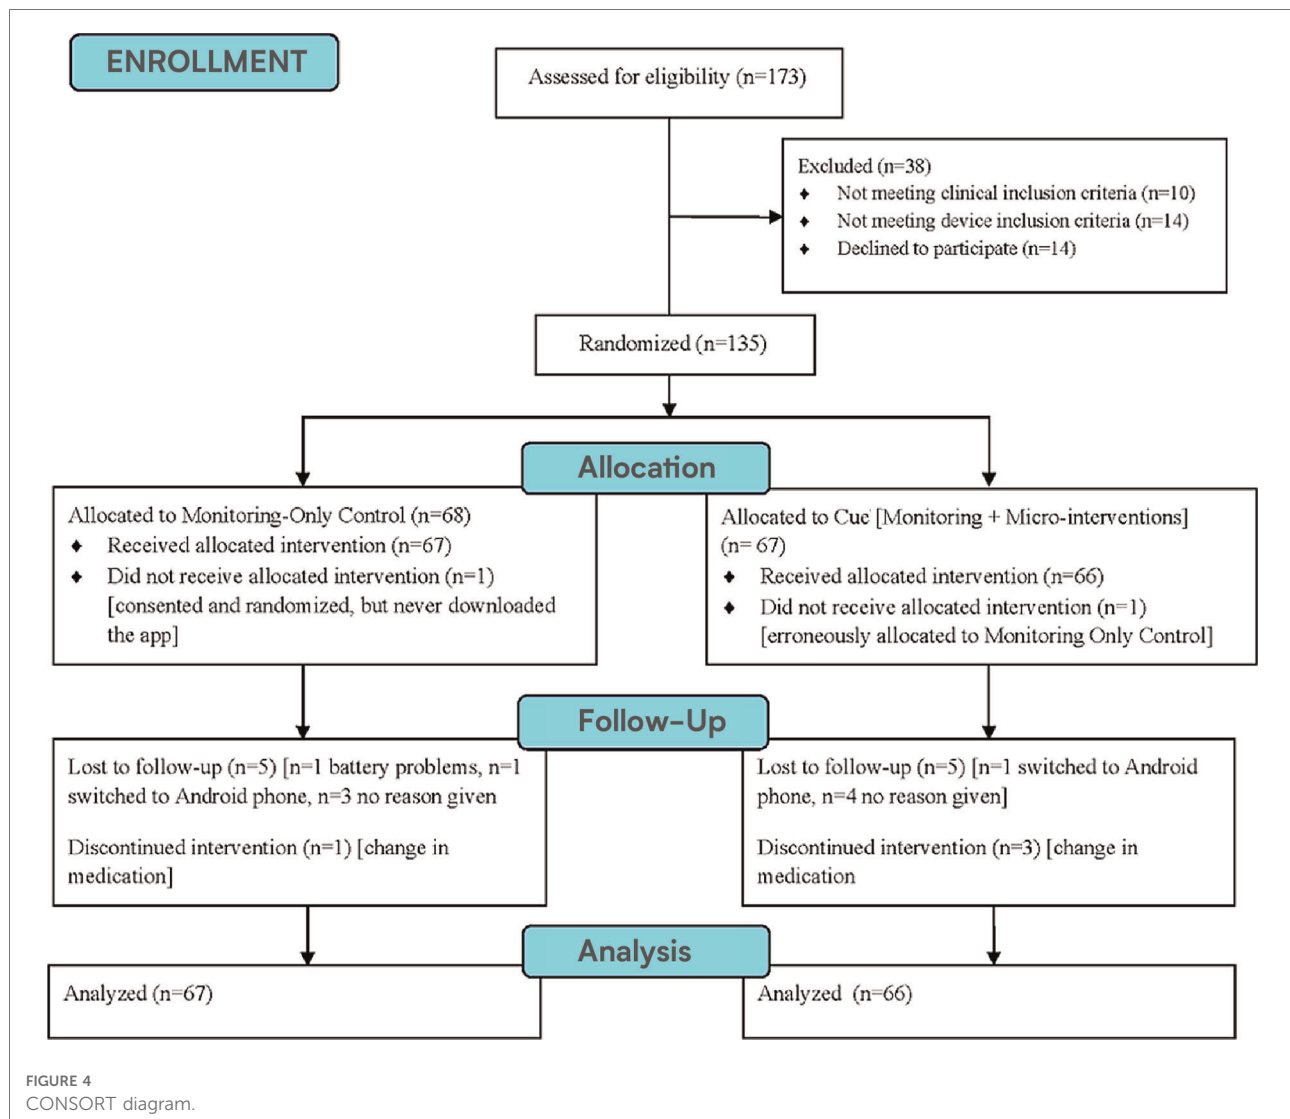 ENROLLMENT
Assessed for eligibility (n=173)
Excluded (n=38)
♦ Not meeting clinical inclusion criteria (n=10)
♦ Not meeting device inclusion criteria (n=14)
♦ Declined to participate (n=14)
Randomized (n=135)
Allocation
Allocated to Monitoring-Only Control (n=68)
♦ Received allocated intervention (n=67)
♦ Did not receive allocated intervention (n=1)
[consented and randomized, but never downloaded
the app]
Allocated to Cue [Monitoring + Micro-interventions]
(n= 67)
♦ Received allocated intervention (n=66)
♦ Did not receive allocated intervention (n=1)
[erroneously allocated to Monitoring Only Control]
Follow-Up
Lost to follow-up (n=5) [n=1 battery problems, n=1
switched to Android phone, n=3 no reason given
Discontinued intervention (n=1) [change in
medication]
Lost to follow-up (n=5) [n=1 switched to Android
phone, n=4 no reason given]
Discontinued intervention (n=3) [change in
medication
Analysis
Analyzed (n=67)
Analyzed (n=66)
FIGURE 4
CONSORT diagram.